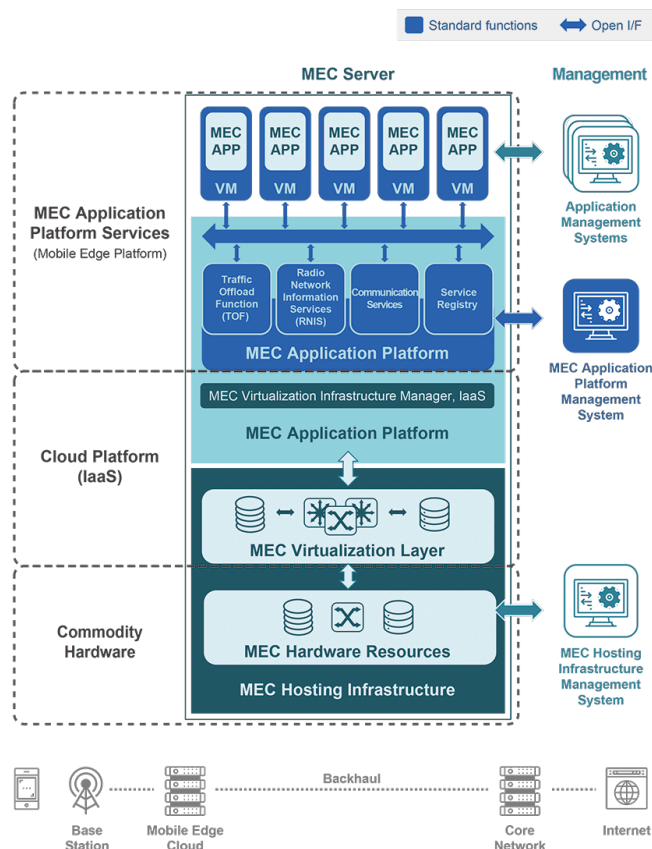 Standard functions
Open I/F
MEC Server
Management
MEC APP
VM
MEC APP
VM
MEC APP
VM
MEC APP
VM
MEC APP
VM
Application
Management
Systems
MEC Application
Platform Services
(Mobile Edge Platform)
Traffic
Offload
Function
(TOF)
Radio
Network
Information
Services
(RNIS)
Communication
Services
Service
Registry
MEC Application Platform
MEC Application
Platform
Management
System
MEC Virtualization Infrastructure Manager, IaaS
MEC Application Platform
Cloud Platform
(IaaS)
MEC Virtualization Layer
Commodity
Hardware
MEC Hardware Resources
MEC Hosting Infrastructure
MEC Hosting
Infrastructure
Management
System
Backhaul
Base
Station
Mobile Edge
Cloud
Core
Network
Internet